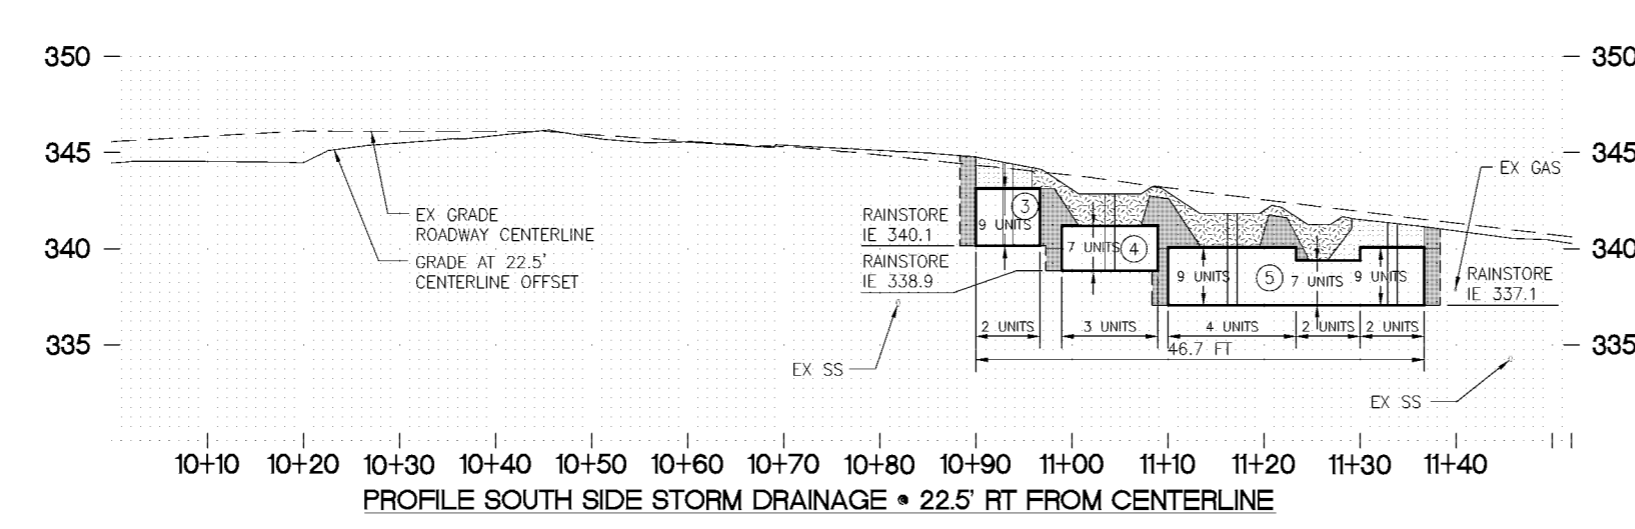 350
350
345
345
340
340
335
335
EX GRADE
ROADWAY CENTERLINE
GRADE AT 22.5'
CENTERLINE OFFSET
RAINSTORE
IE 340.1
RAINSTORE
IE 338.9
EX SS
3
9 UNITS
7 UNITS
4
9 UNITS
5
7 UNITS
9 UNITS
EX GAS
RAINSTORE
IE 337.1
2 UNITS
3 UNITS
4 UNITS
2 UNITS
2 UNITS
46.7 FT
EX SS
10+10
10+20
10+30
10+40
10+50
10+60
10+70
10+80
10+90
11+00
11+10
11+20
11+30
11+40
PROFILE SOUTH SIDE STORM DRAINAGE • 22.5' RT FROM CENTERLINE